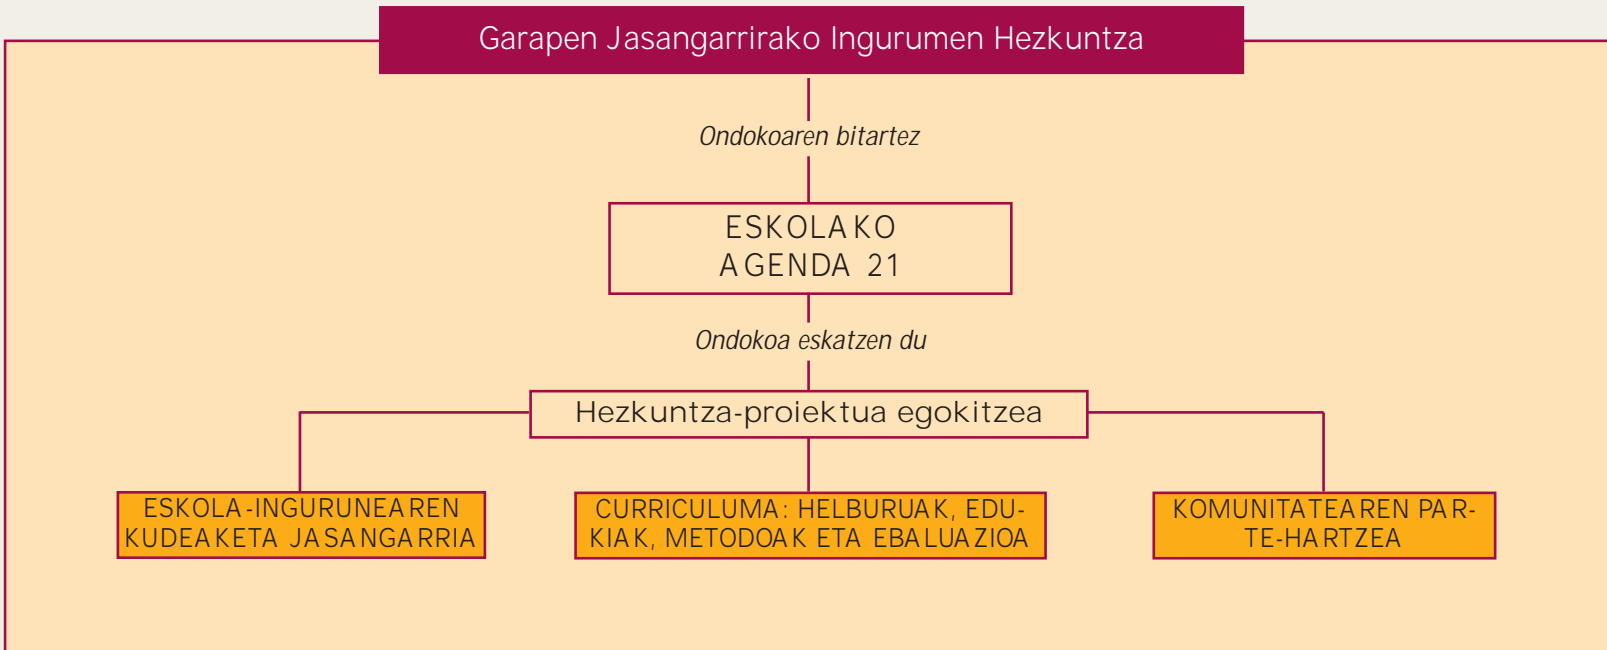 Garapen Jasangarrirako Ingurumen Hezkuntza
Ondokoaren bitartez
ESKOLAKO
AGENDA 21
Ondokoa eskatzen du
Hezkuntza-proiektua egokitzea
ESKOLA-INGURUNEAREN
KUDEAKETA JASANGARRIA
CURRICULUMA: HELBURUAK, EDU-
KIAK, METODOAK ETA EBALUAZIOA
KOMUNITATEAREN PAR-
TE-HARTZEA